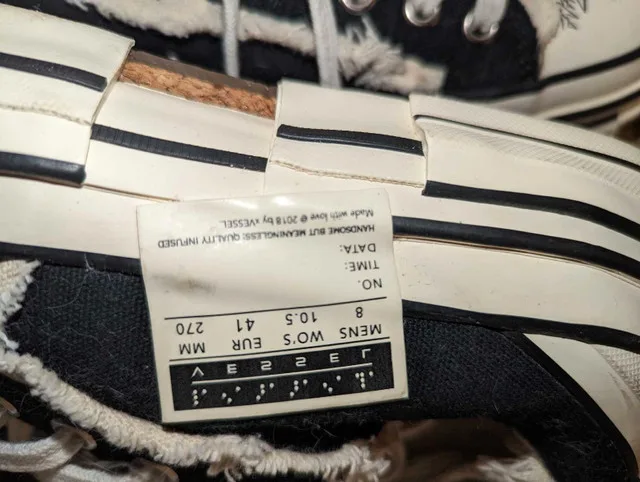 VESSEL
MENS WO'S EUR MM
8 10.5 41 270
NO.
TIME:
DATA:
HANDSOME BUT MEANINGLESS: QUALITY INFUSED
Made with love @ 2018 by xVESSEL